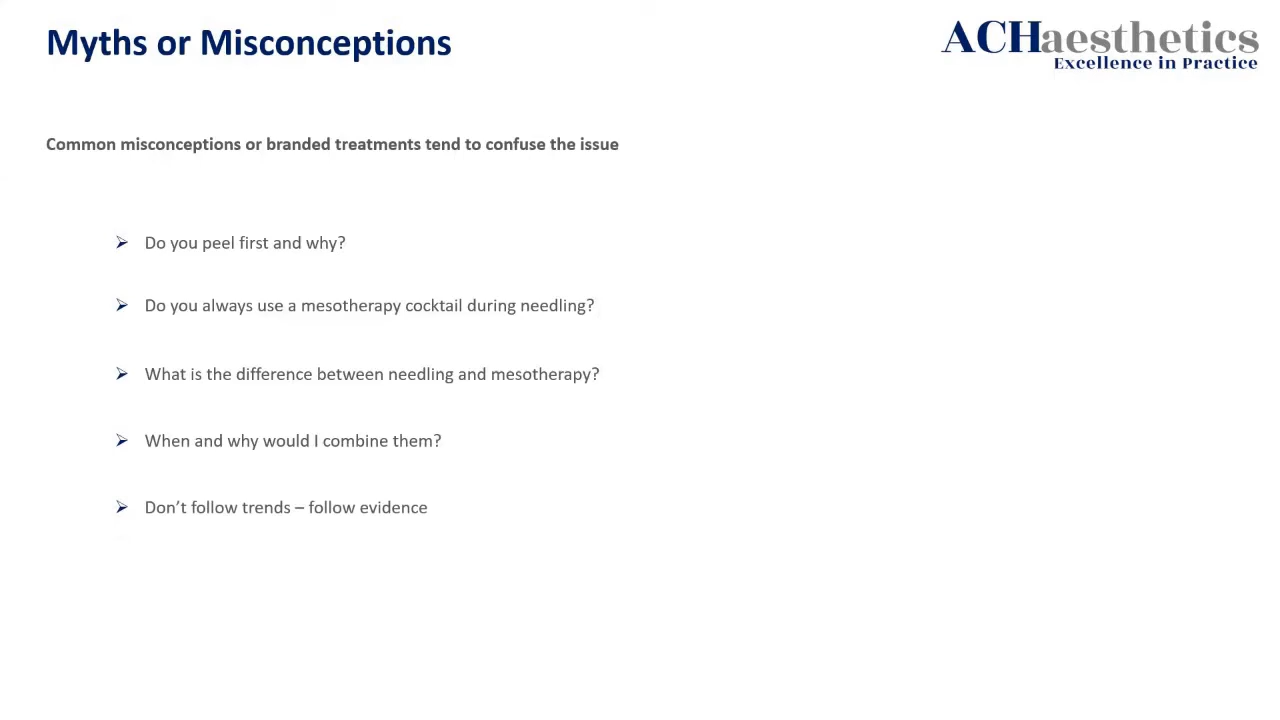 Myths or Misconceptions
ACHaesthetics
Excellence in Practice
Common misconceptions or branded treatments tend to confuse the issue
Do you peel first and why?
Do you always use a mesotherapy cocktail during needling?
What is the difference between needling and mesotherapy?
When and why would I combine them?
Don’t follow trends – follow evidence